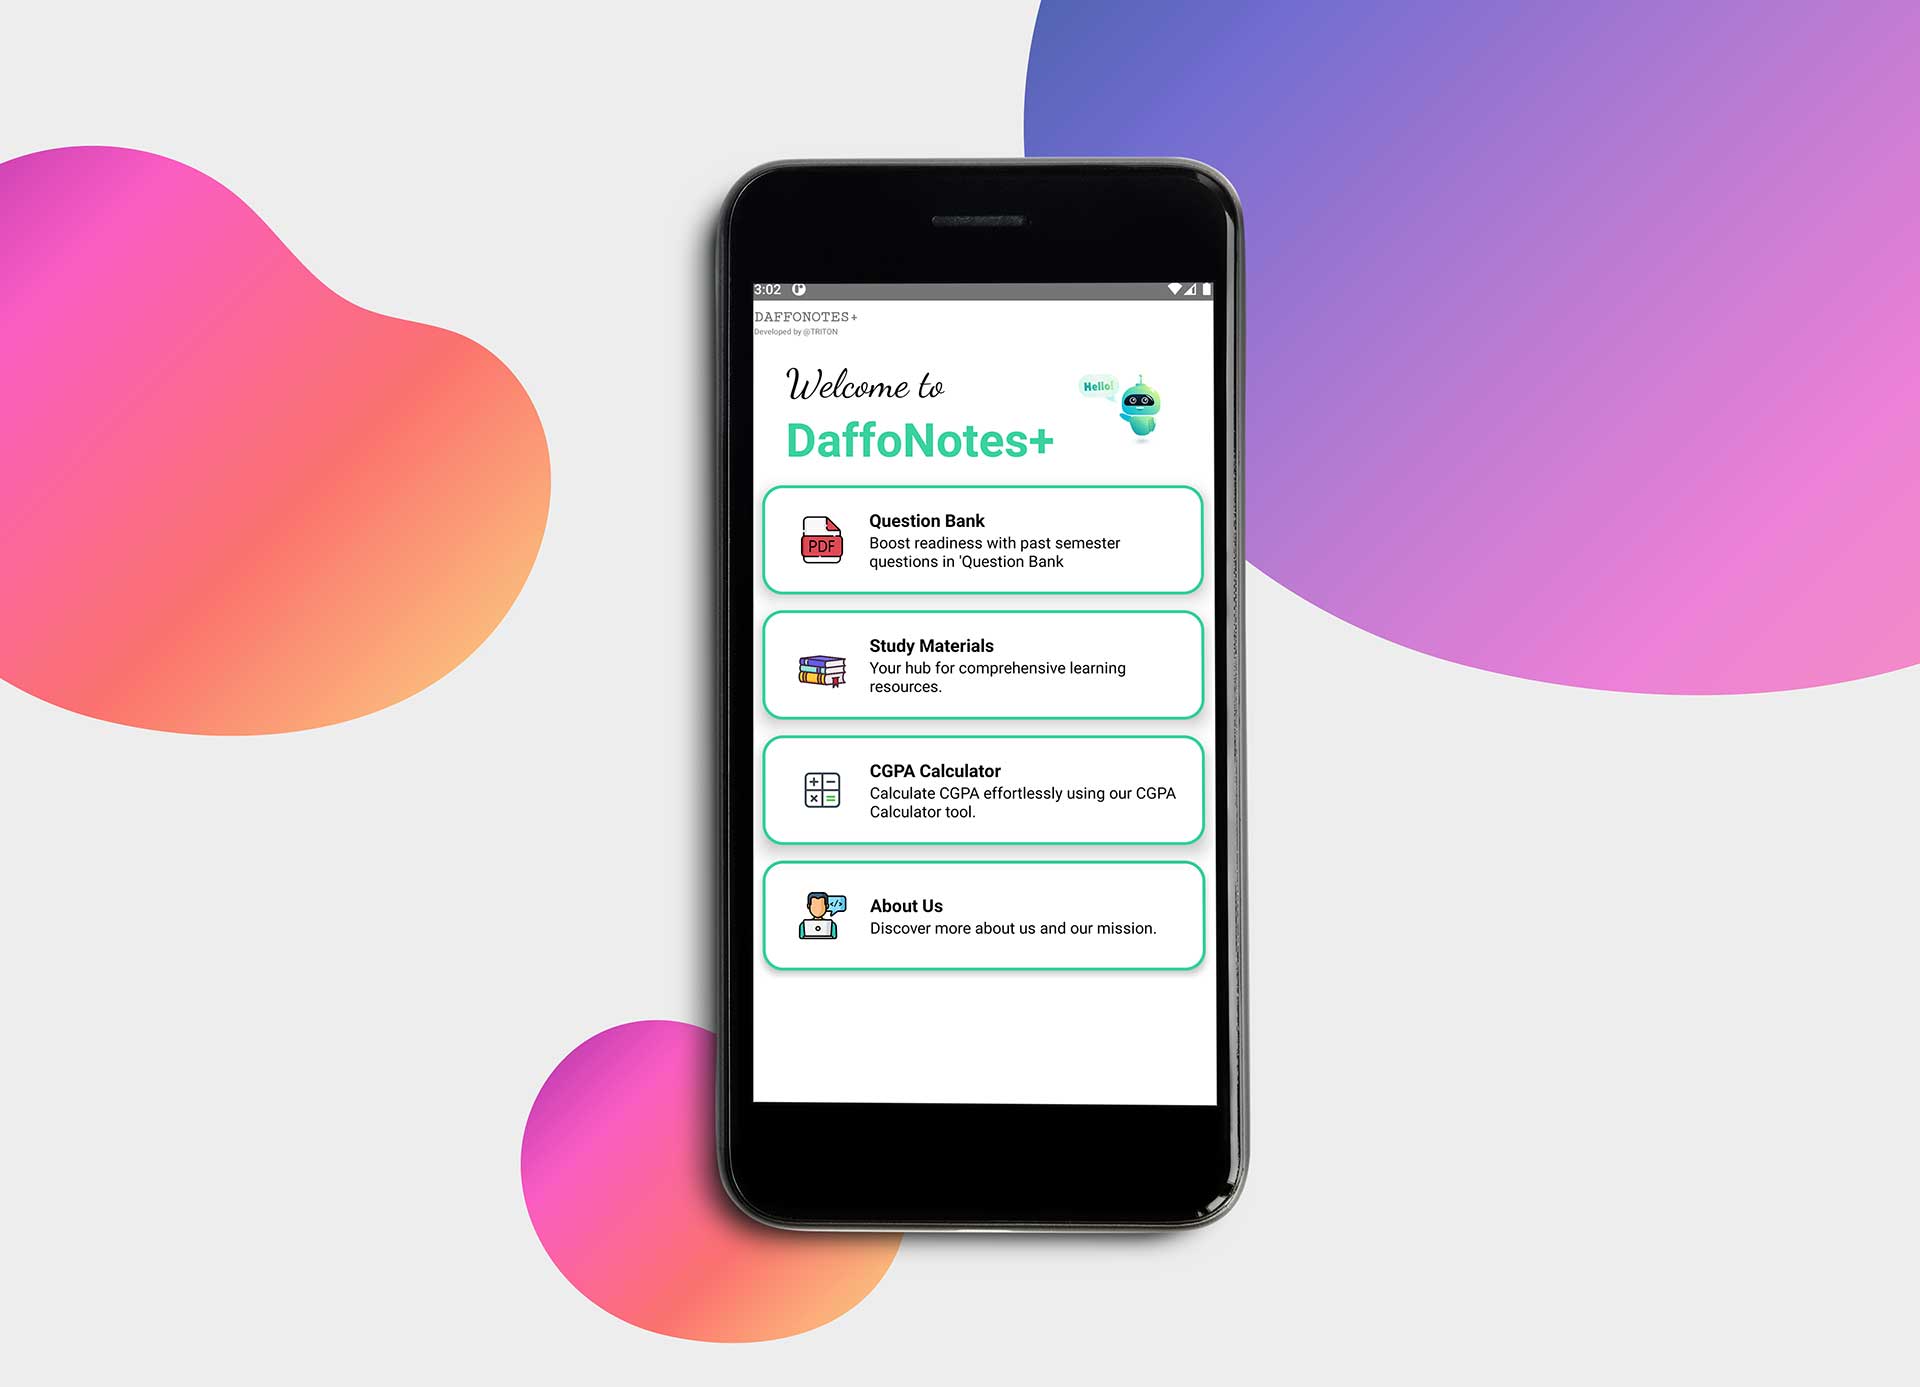 3:02
DAFFONOTES+
Developed by @TRITON
Welcome to
Hello!
DaffoNotes+
Question Bank
Boost readiness with past semester
questions in 'Question Bank
PDF
Study Materials
Your hub for comprehensive learning
resources.
CGPA Calculator
Calculate CGPA effortlessly using our CGPA
Calculator tool.
About Us
Discover more about us and our mission.